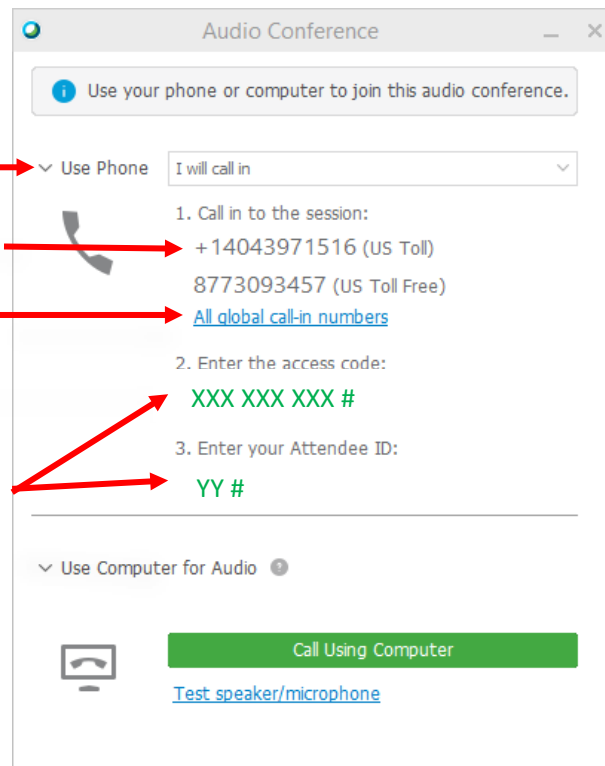 Audio Conference
i Use your phone or computer to join this audio conference.
Use Phone I will call in
1. Call in to the session:
+14043971516 (US Toll)
8773093457 (US Toll Free)
All global call-in numbers
2. Enter the access code:
XXX XXX XXX #
3. Enter your Attendee ID:
YY #
Use Computer for Audio ?
Call Using Computer
Test speaker/microphone